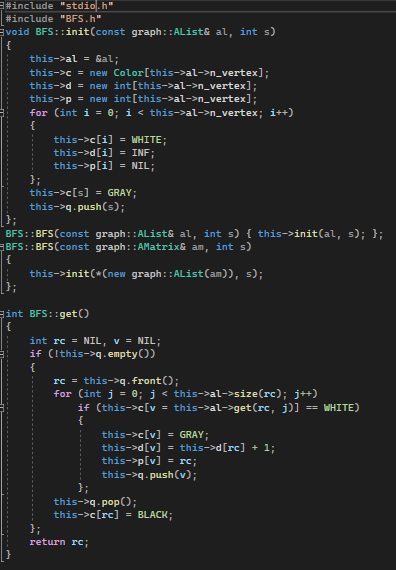 #include "stdio.h"
#include "BFS.h"
void BFS::init(const graph::AList& al, int s)
{
    this->al = &al;
    this->c = new Color[this->al->n_vertex];
    this->d = new int[this->al->n_vertex];
    this->p = new int[this->al->n_vertex];
    for (int i = 0; i < this->al->n_vertex; i++)
    {
        this->c[i] = WHITE;
        this->d[i] = INF;
        this->p[i] = NIL;
    };
    this->c[s] = GRAY;
    this->q.push(s);
};
BFS::BFS(const graph::AList& al, int s) { this->init(al, s); };
BFS::BFS(const graph::AMatrix& am, int s)
{
    this->init(*(new graph::AList(am)), s);
};

int BFS::get()
{
    int rc = NIL, v = NIL;
    if (!this->q.empty())
    {
        rc = this->q.front();
        for (int j = 0; j < this->al->size(rc); j++)
            if (this->c[v = this->al->get(rc, j)] == WHITE)
            {
                this->c[v] = GRAY;
                this->d[v] = this->d[rc] + 1;
                this->p[v] = rc;
                this->q.push(v);
            };
        this->q.pop();
        this->c[rc] = BLACK;
    };
    return rc;
}